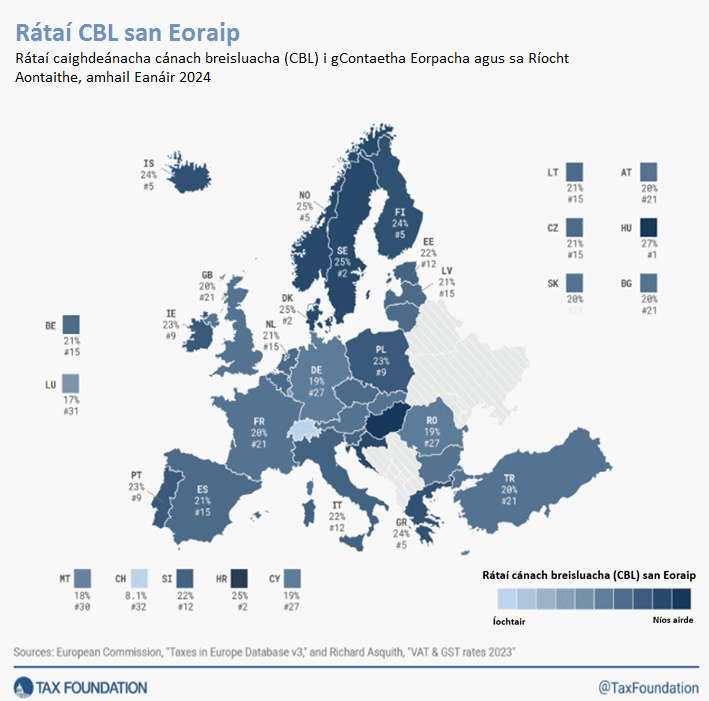 Rátaí CBL san Eoraip
Rátaí caighdeánacha cánach breisluacha (CBL) i gContaetha Eorpacha agus sa Ríocht
Aontaithe, amhail Eanáir 2024
IS
24%
#5
NO
25%
#5
FI
24%
#5
SE
25%
#2
EE
22%
#12
LV
21%
#15
LT
21%
#15
AT
20%
#21
CZ
21%
#15
HU
27%
#1
SK
20%
#21
BG
20%
#21
GB
20%
#21
IE
23%
#9
DK
25%
#2
NL
21%
#15
BE
21%
#15
LU
17%
#31
PL
23%
#9
DE
19%
#27
FR
20%
#21
RO
19%
#27
PT
23%
#9
ES
21%
#15
IT
22%
#12
GR
24%
#5
TR
20%
#21
MT
18%
#30
CH
8.1%
#32
SI
22%
#12
HR
25%
#2
CY
19%
#27
Rátaí cánach breisluacha (CBL) san Eoraip
Íochtair
Níos airde
Sources: European Commission, "Taxes in Europe Database v3," and Richard Asquith, "VAT & GST rates 2023"
TAX FOUNDATION
@TaxFoundation